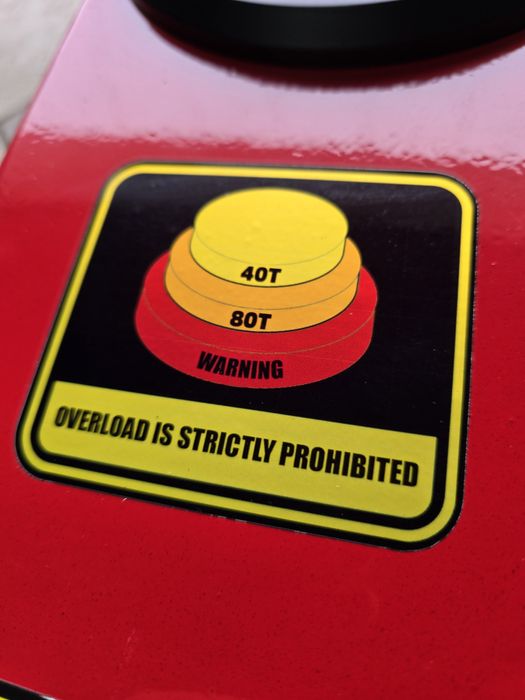 40T
80T
WARNING
OVERLOAD IS STRICTLY PROHIBITED